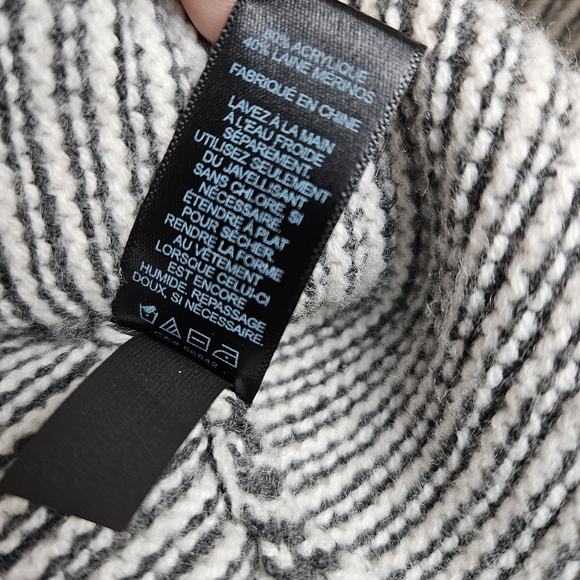 60% ACRYLIQUE
40% LAINE MERINOS
FABRIQUÉ EN CHINE
LAVEZ À LA MAIN
À L'EAU FROIDE
SÉPARÉMENT.
UTILISEZ SEULEMENT
DU JAVELLISANT
SANS CHLORE, SI
NÉCESSAIRE.
ÉTENDRE À PLAT
POUR SÉCHER.
RENDRE LA FORME
AU VÊTEMENT
LORSQUE CELUI-CI
EST ENCORE
HUMIDE, REPASSAGE
DOUX, SI NÉCESSAIRE.